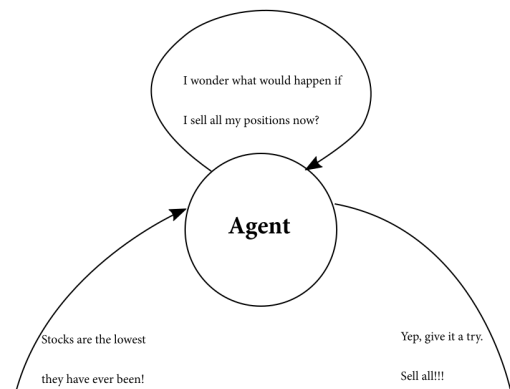 I wonder what would happen if
I sell all my positions now?
Agent
Stocks are the lowest
they have ever been!
Yep, give it a try.
Sell all!!!